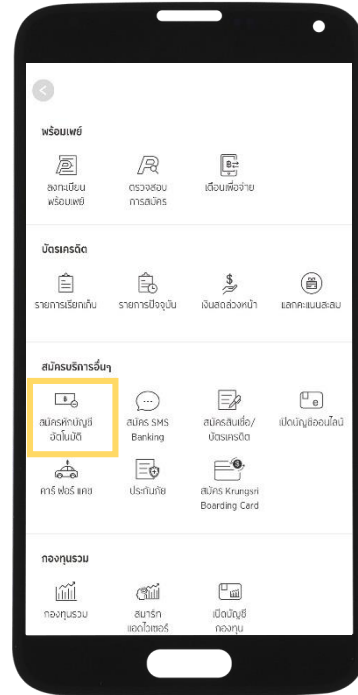 พร้อมเพย์
ลงทะเบียน
พร้อมเพย์
ตรวจสอบ
การสมัคร
เตือนเพื่อจ่าย
บัตรเครดิต
รายการเรียกเก็บ
รายการปัจจุบัน
เงินสดล่วงหน้า
แลกคะแนนสะสม
สมัครบริการอื่นๆ
สมัครหักบัญชี
อัตโนมัติ
สมัคร SMS
Banking
สมัครสินเชื่อ/
บัตรเครดิต
เปิดบัญชีออนไลน์
คาร์ ฟอร์ แคช
ประกันภัย
สมัคร Krungsri
Boarding Card
กองทุนรวม
กองทุนรวม
สมาร์ท
แอดไวเซอร์
เปิดบัญชี
กองทุน